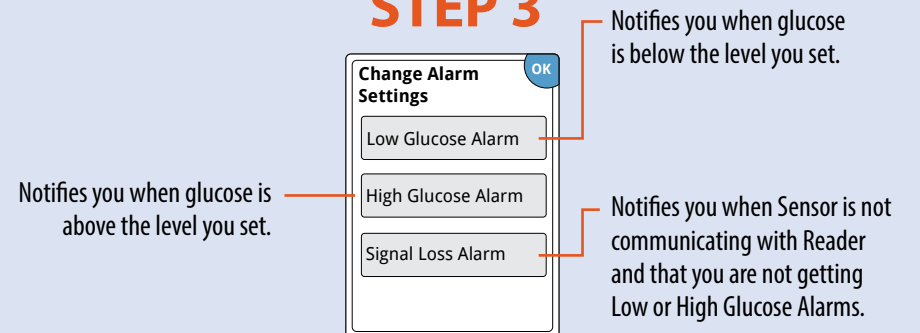 STEP 3
Notifies you when glucose
is below the level you set.
OK
Change Alarm
Settings
Low Glucose Alarm
High Glucose Alarm
Notifies you when glucose is
above the level you set.
Signal Loss Alarm
Notifies you when Sensor is not
communicating with Reader
and that you are not getting
Low or High Glucose Alarms.